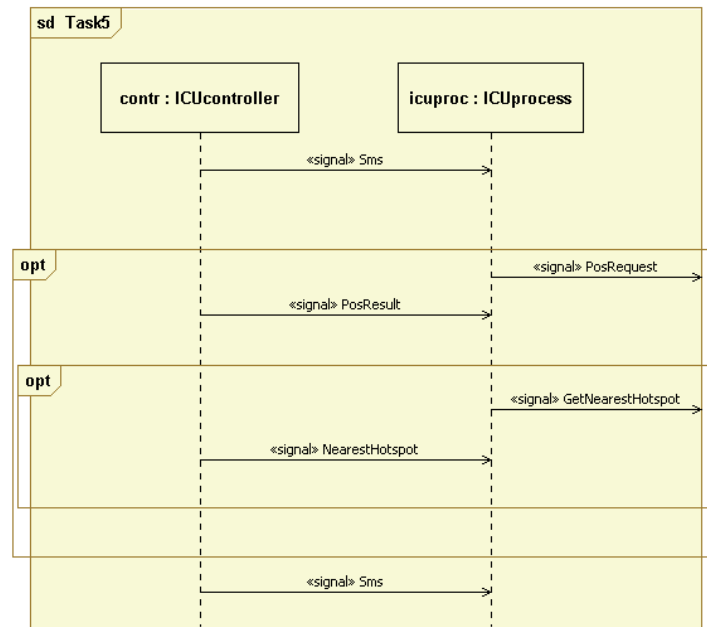 sd Task5
contr : ICUcontroller
icuproc : ICUprocess
«signal» Sms
opt
«signal» PosRequest
«signal» PosResult
opt
«signal» GetNearestHotspot
«signal» NearestHotspot
«signal» Sms